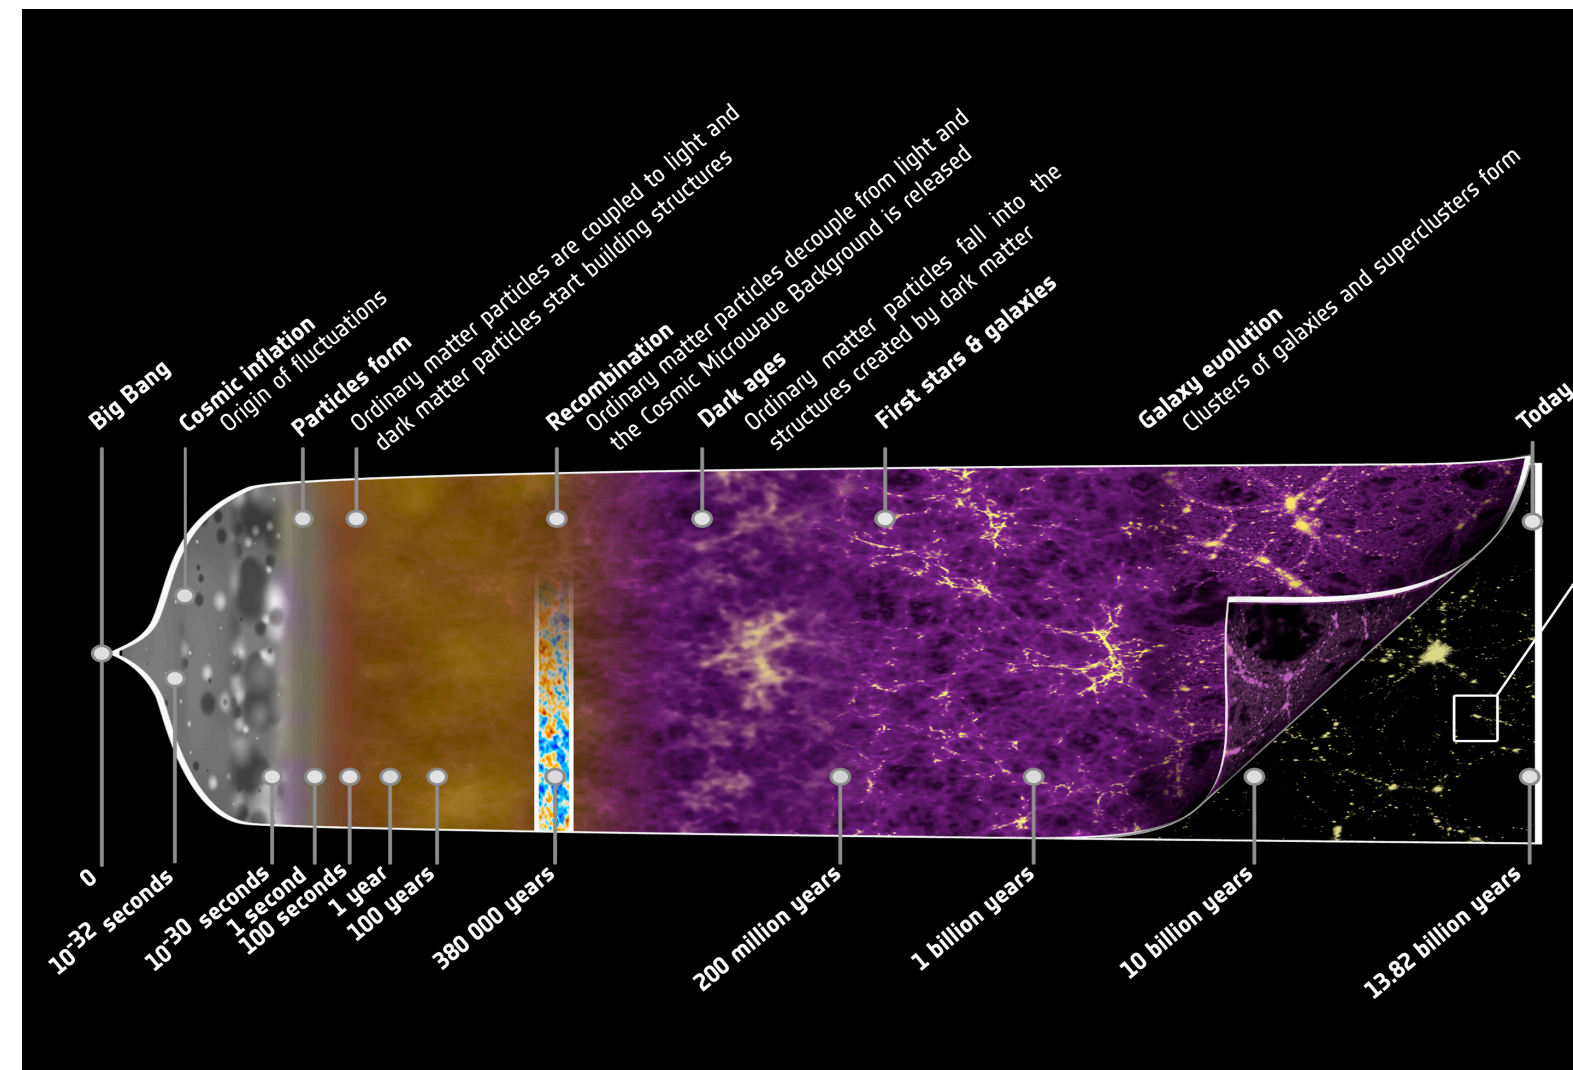 Big Bang
Cosmic inflation
Origin of fluctuations
Particles form
Ordinary matter particles are coupled to light and
dark matter particles start building structures
Recombination
Ordinary matter particles decouple from light and
the Cosmic Microwave Background is released
Dark ages
Ordinary matter particles fall into the
structures created by dark matter
First stars & galaxies
Galaxy evolution
Clusters of galaxies and superclusters form
Today
0
10-32 seconds
10-30 seconds
1 second
100 seconds
1 year
100 years
380 000 years
200 million years
1 billion years
10 billion years
13.82 billion years